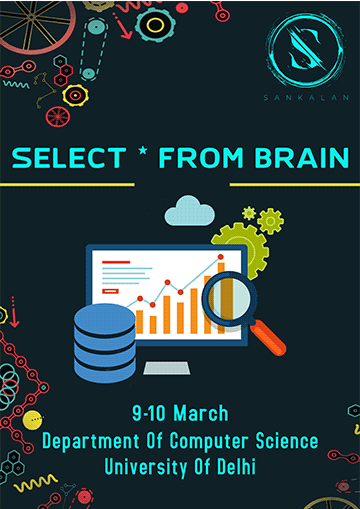 SANKALAN
SELECT * FROM BRAIN
9-10 March
Department Of Computer Science
University Of Delhi